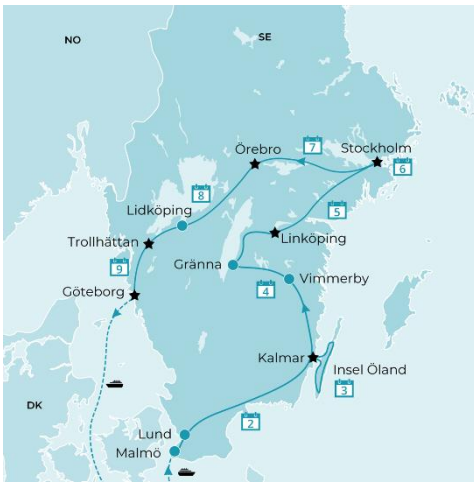 NO
SE
7
Stockholm
Örebro
6
8
Lidköping
5
Trollhättan
Linköping
9
Gränna
Vimmerby
4
Göteborg
Kalmar
Insel Öland
3
DK
2
Lund
Malmö